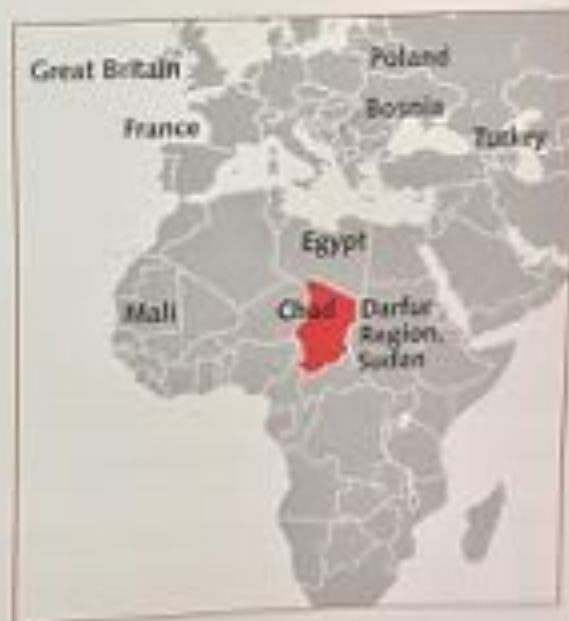 Great Britain
Poland
Bosnia
France
Turkey
Egypt
Mali
Chad
Darfur
Region,
Sudan